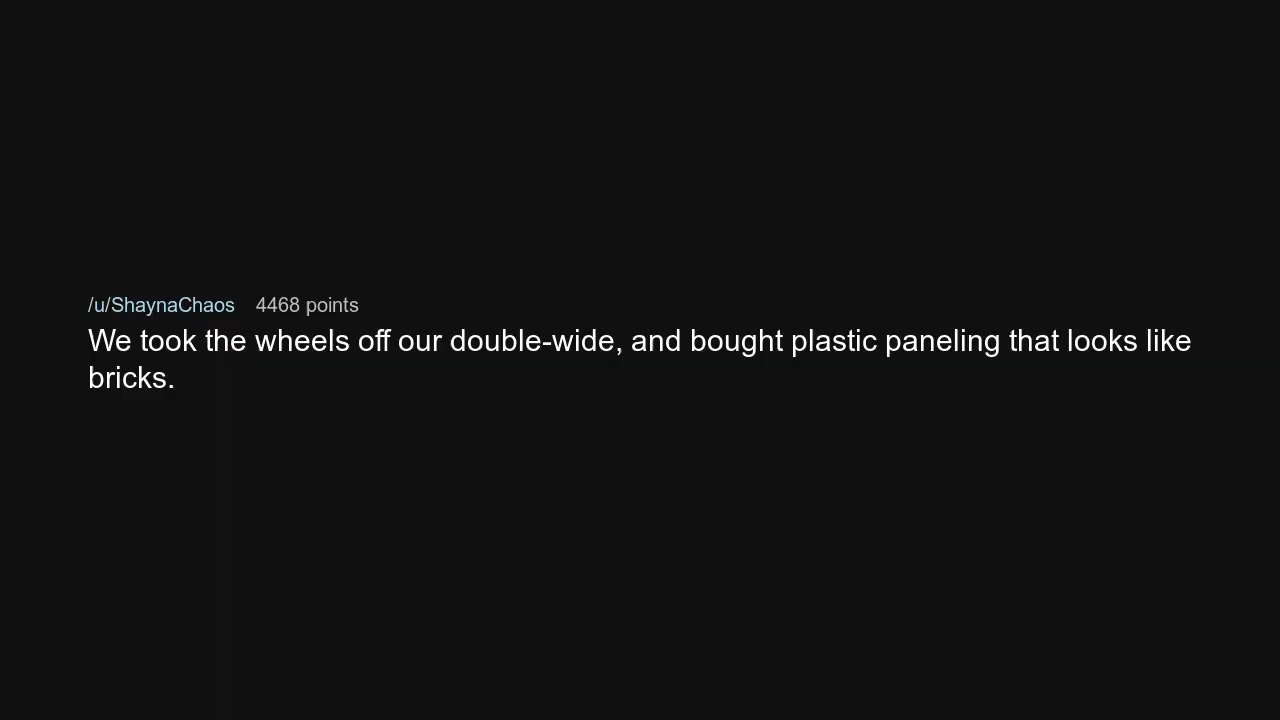 /u/ShaynaChaos 4468 points
We took the wheels off our double-wide, and bought plastic paneling that looks like
bricks.